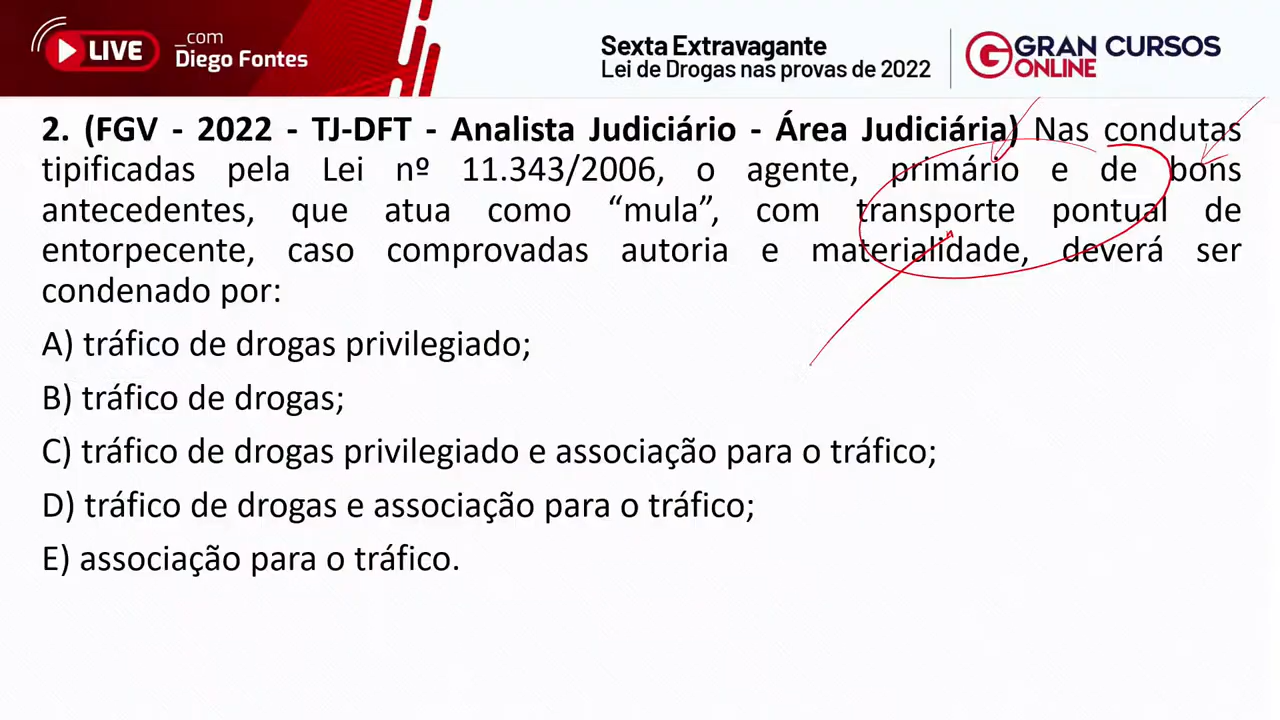 LIVE
_com
Diego Fontes
Sexta Extravagante
Lei de Drogas nas provas de 2022
GRAN CURSOS
ONLINE
2. (FGV - 2022 - TJ-DFT - Analista Judiciário - Área Judiciária) Nas condutas
tipificadas pela Lei nº 11.343/2006, o agente, primário e de bons
antecedentes, que atua como “mula”, com transporte pontual de
entorpecente, caso comprovadas autoria e materialidade, deverá ser
condenado por:
A) tráfico de drogas privilegiado;
B) tráfico de drogas;
C) tráfico de drogas privilegiado e associação para o tráfico;
D) tráfico de drogas e associação para o tráfico;
E) associação para o tráfico.